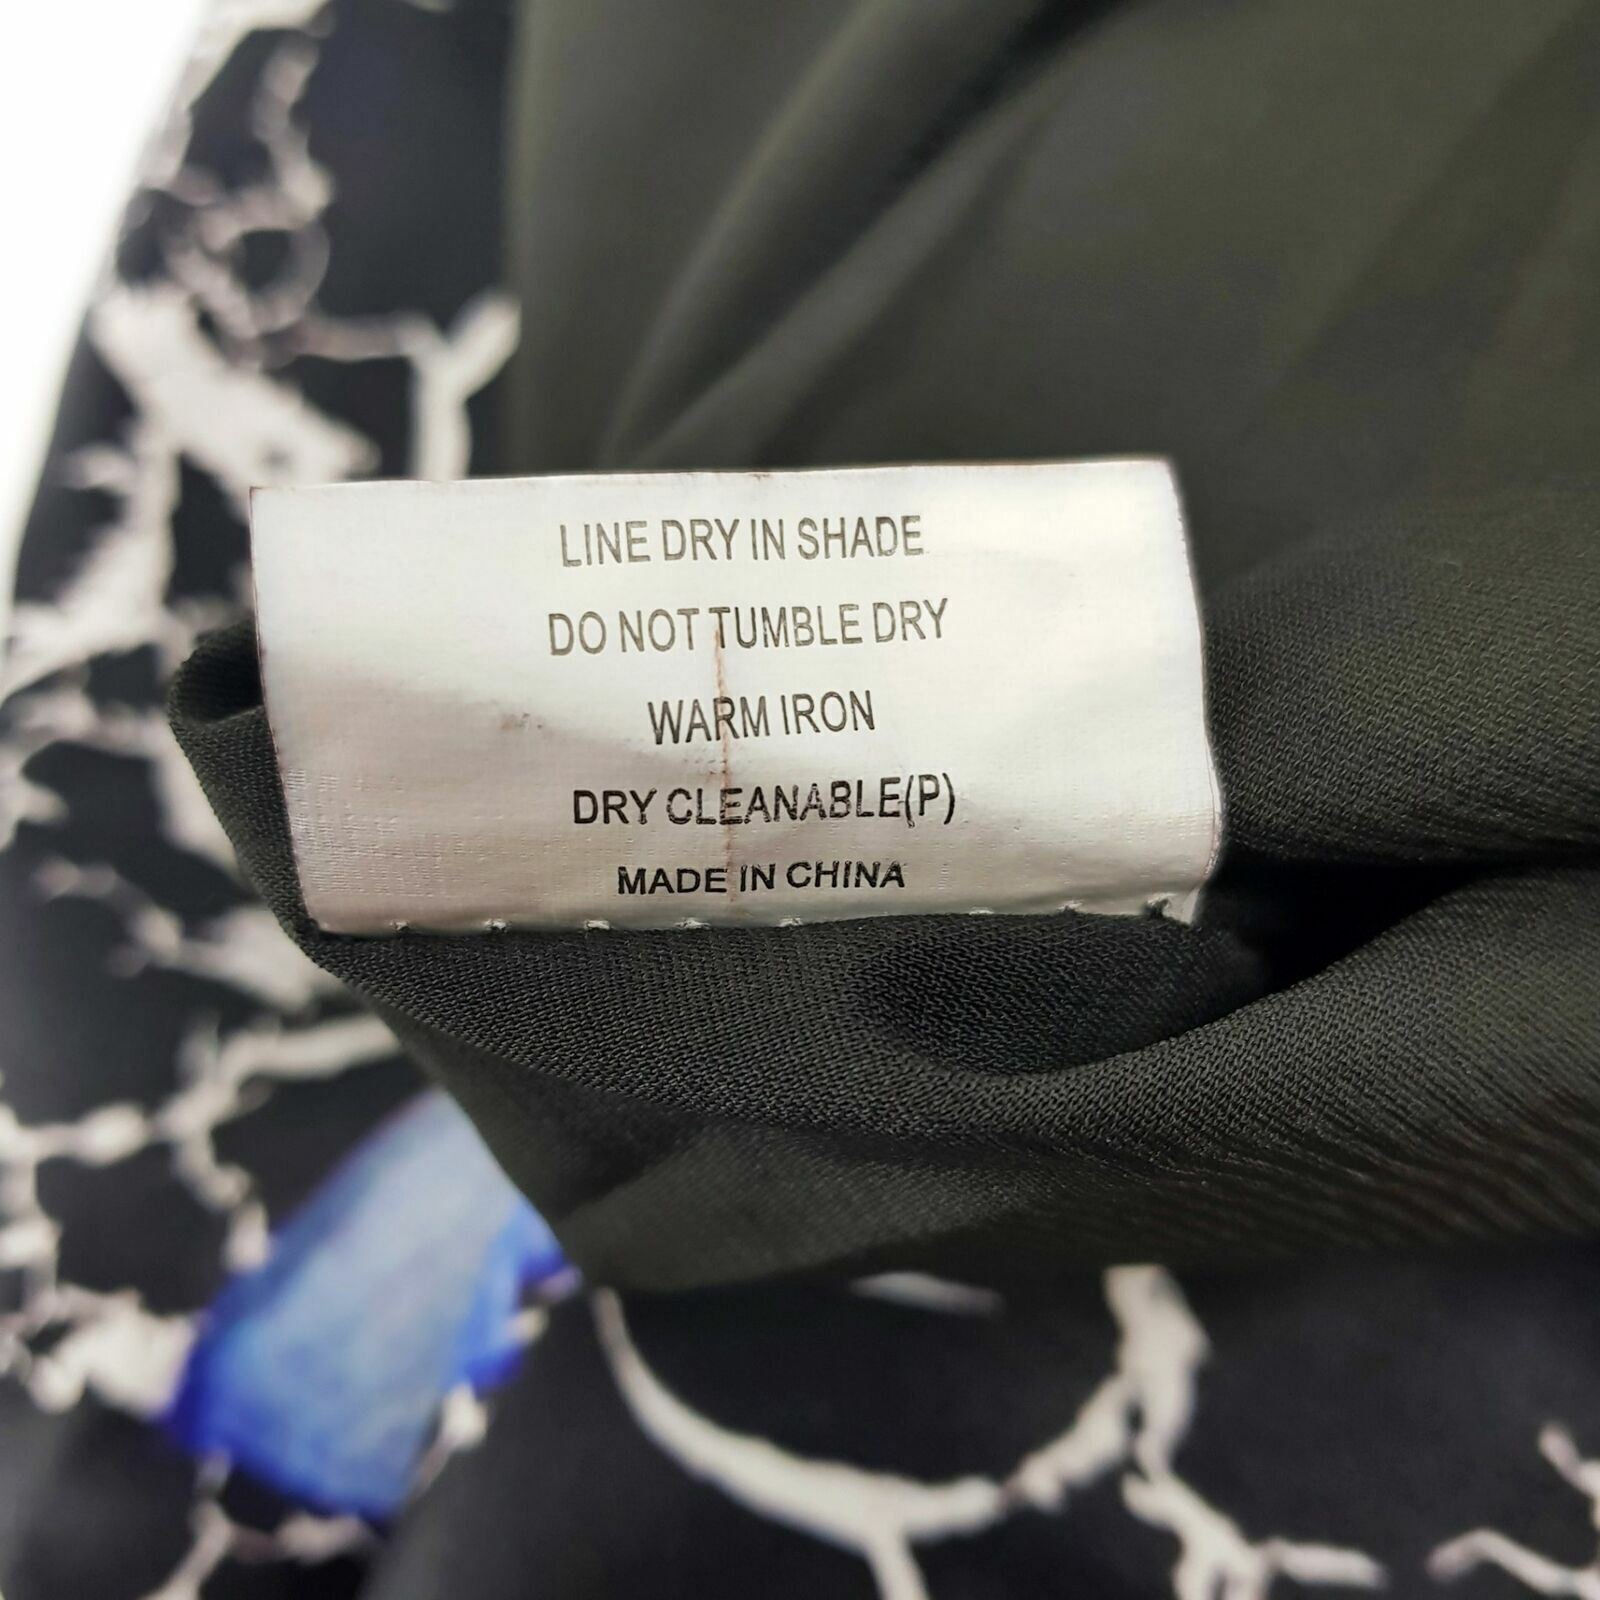 LINE DRY IN SHADE
DO NOT TUMBLE DRY
WARM IRON
DRY CLEANABLE(P)
MADE IN CHINA